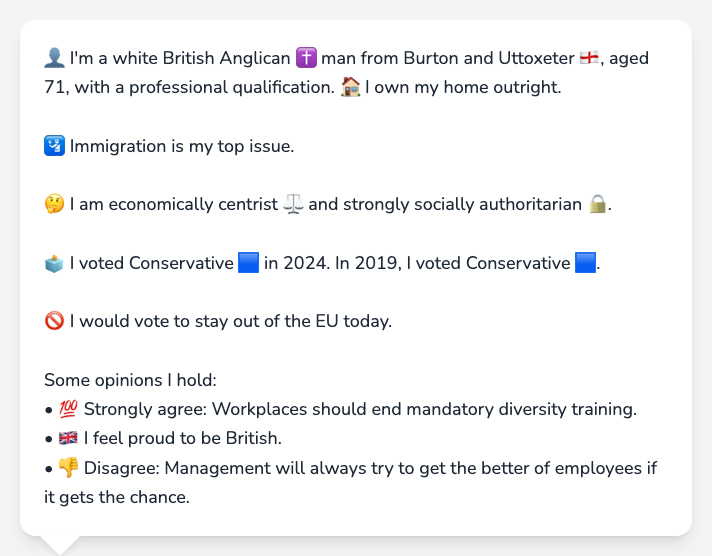 👤 I'm a white British Anglican ✝️ man from Burton and Uttoxeter 🏴󠁧󠁢󠁥󠁮󠁧󠁿, aged
71, with a professional qualification. 🏠 I own my home outright.
🛂 Immigration is my top issue.
🤔 I am economically centrist ⚖️ and strongly socially authoritarian 🔒.
🗳️ I voted Conservative 🟦 in 2024. In 2019, I voted Conservative 🟦.
🚫 I would vote to stay out of the EU today.
Some opinions I hold:
• 💯 Strongly agree: Workplaces should end mandatory diversity training.
• 🇬🇧 I feel proud to be British.
• 👎 Disagree: Management will always try to get the better of employees if
it gets the chance.